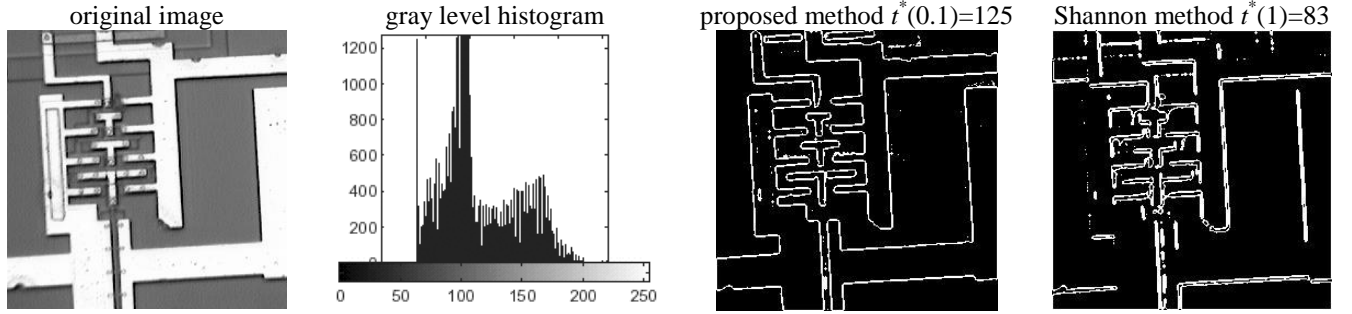 original image
gray level histogram
proposed method t*(0.1)=125
Shannon method t*(1)=83
1200
1000
800
600
400
200
0
0 50 100 150 200 250